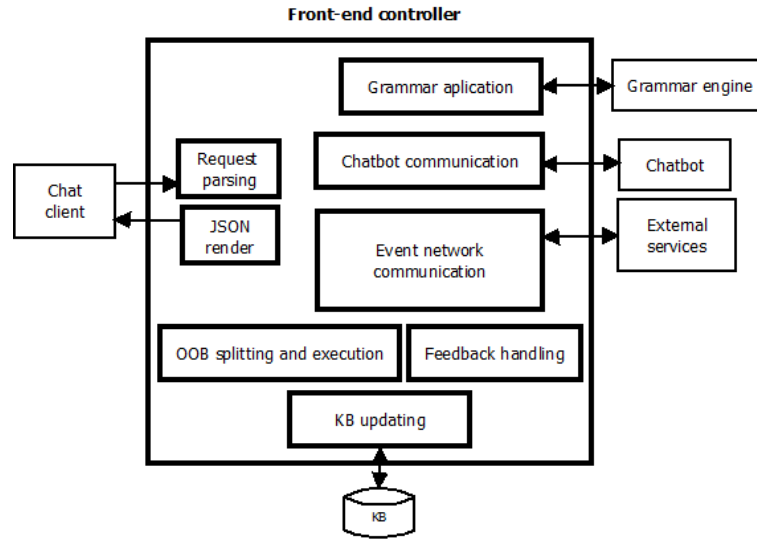 Front-end controller
Grammar aplication
Grammar engine
Chatbot communication
Chatbot
Request
parsing
Chat
client
JSON
render
Event network
communication
External
services
OOB splitting and execution
Feedback handling
KB updating
KB